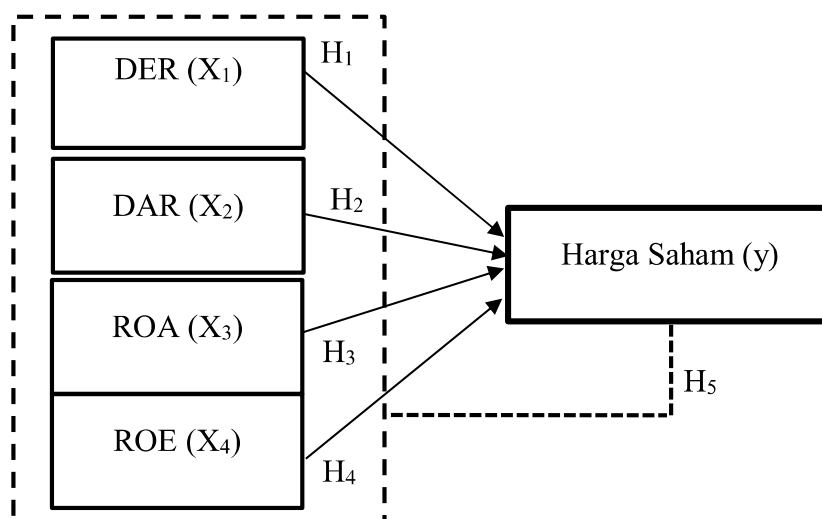 H₁
DER (X₁)
DAR (X₂)
H₂
Harga Saham (y)
ROA (X₃)
H₃
H₅
ROE (X₄)
H₄